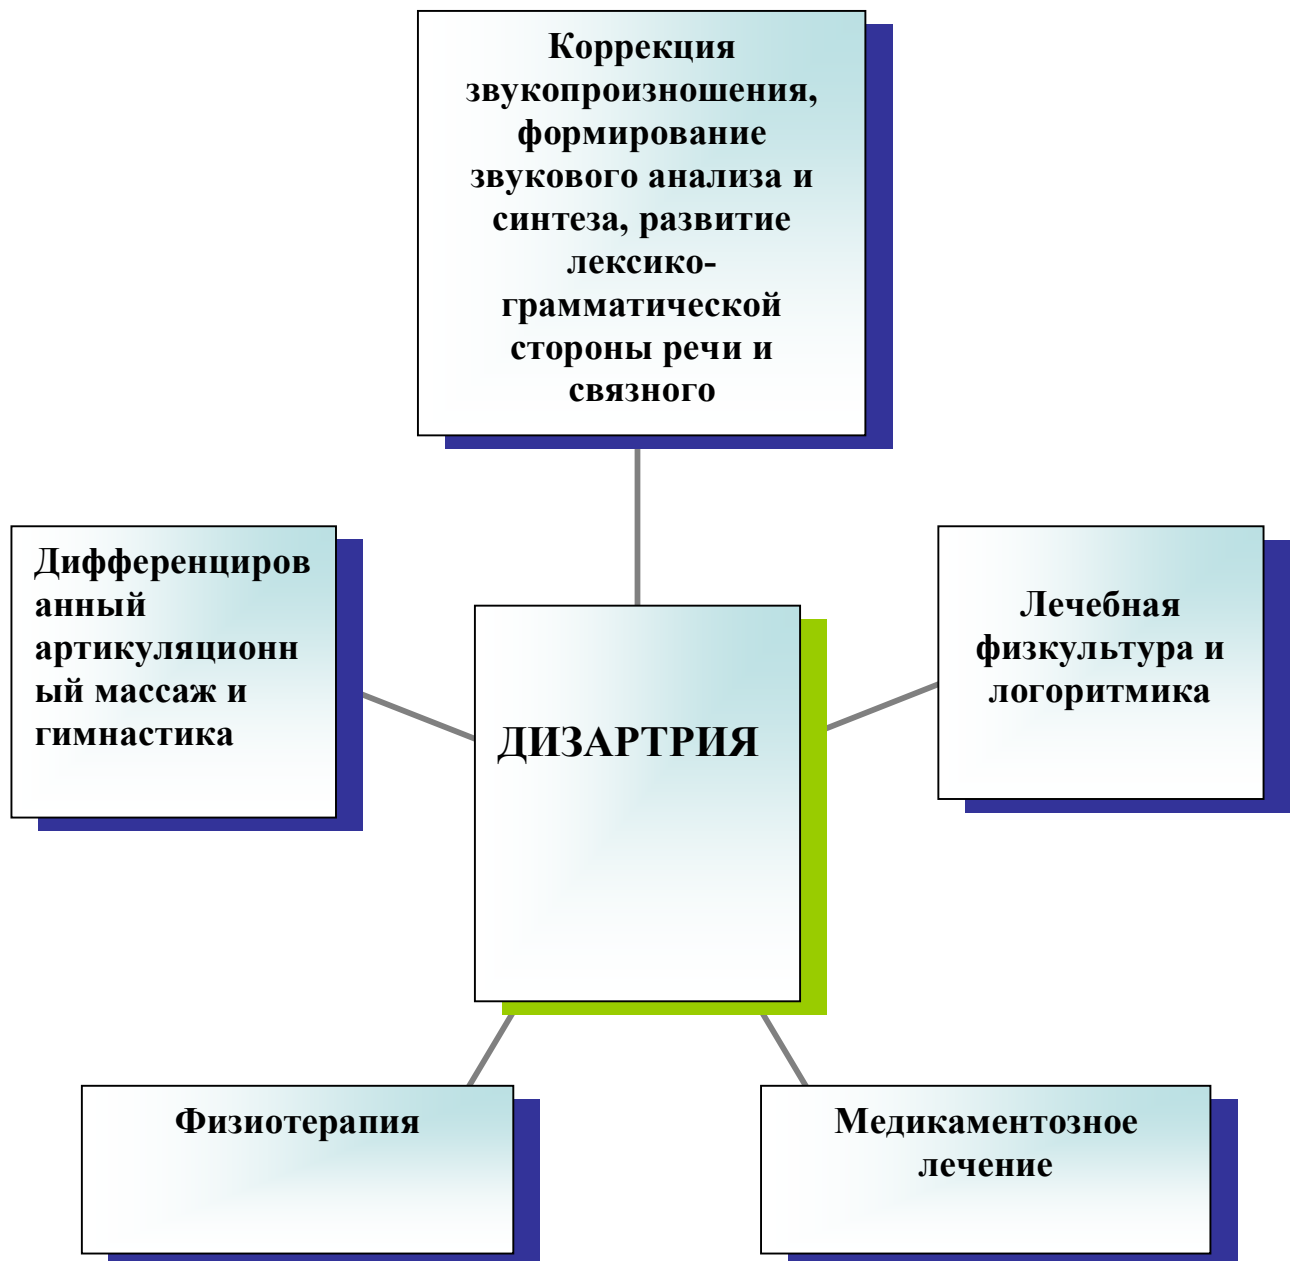 Коррекция
звукопроизношения,
формирование
звукового анализа и
синтеза, развитие
лексико-
грамматической
стороны речи и
связного
Дифференциров
анный
артикуляционн
ый массаж и
гимнастика
ДИЗАРТРИЯ
Лечебная
физкультура и
логоритмика
Физиотерапия
Медикаментозное
лечение